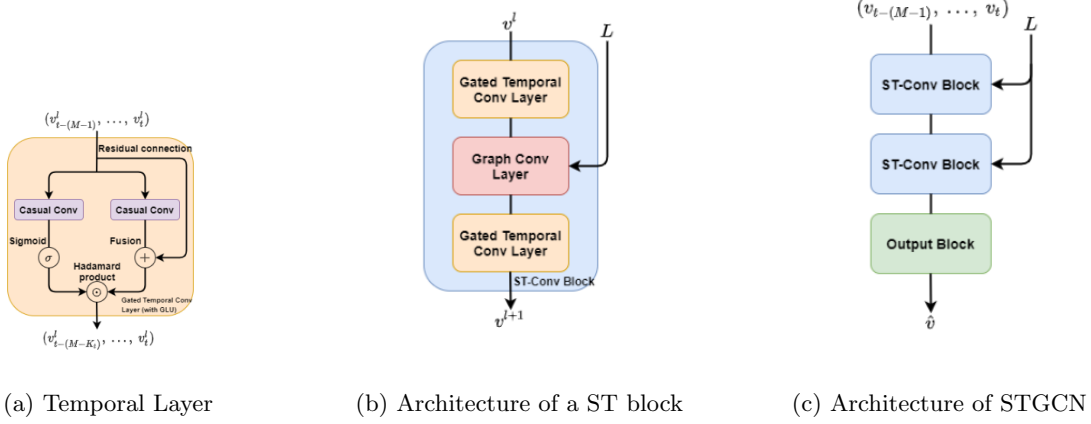 (v^l_{t-(M-1)}, ..., v^l_t)
Residual connection
Casual Conv
Casual Conv
Sigmoid
Fusion
σ
+
Hadamard
product
⊙
Gated Temporal Conv
Layer (with GLU)
(v^l_{t-(M-K_t)}, ..., v^l_t)
(a) Temporal Layer
v^l
L
Gated Temporal
Conv Layer
Graph Conv
Layer
Gated Temporal
Conv Layer
ST-Conv Block
v^{l+1}
(b) Architecture of a ST block
(v_{t-(M-1)}, ..., v_t)
L
ST-Conv Block
ST-Conv Block
Output Block
v̂
(c) Architecture of STGCN